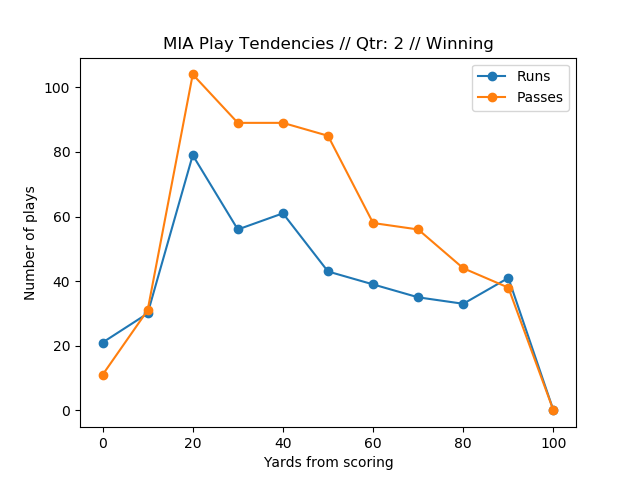 MIA Play Tendencies // Qtr: 2 // Winning
Runs
Passes
Number of plays
100
80
60
40
20
0
0 20 40 60 80 100
Yards from scoring